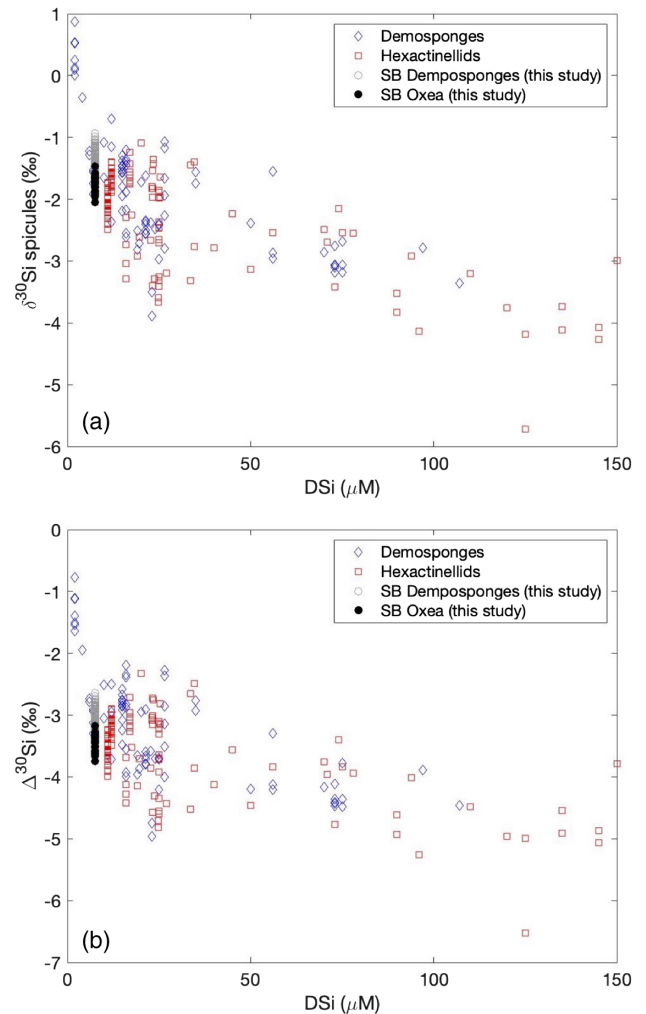 1
0
-1
-2
-3
-4
-5
-6
δ30Si spicules (‰)
Demosponges
Hexactinellids
SB Demposponges (this study)
SB Oxea (this study)
(a)
0 50 100 150
DSi (μM)
0
-1
-2
-3
-4
-5
-6
-7
Δ30Si (‰)
Demosponges
Hexactinellids
SB Demposponges (this study)
SB Oxea (this study)
(b)
0 50 100 150
DSi (μM)